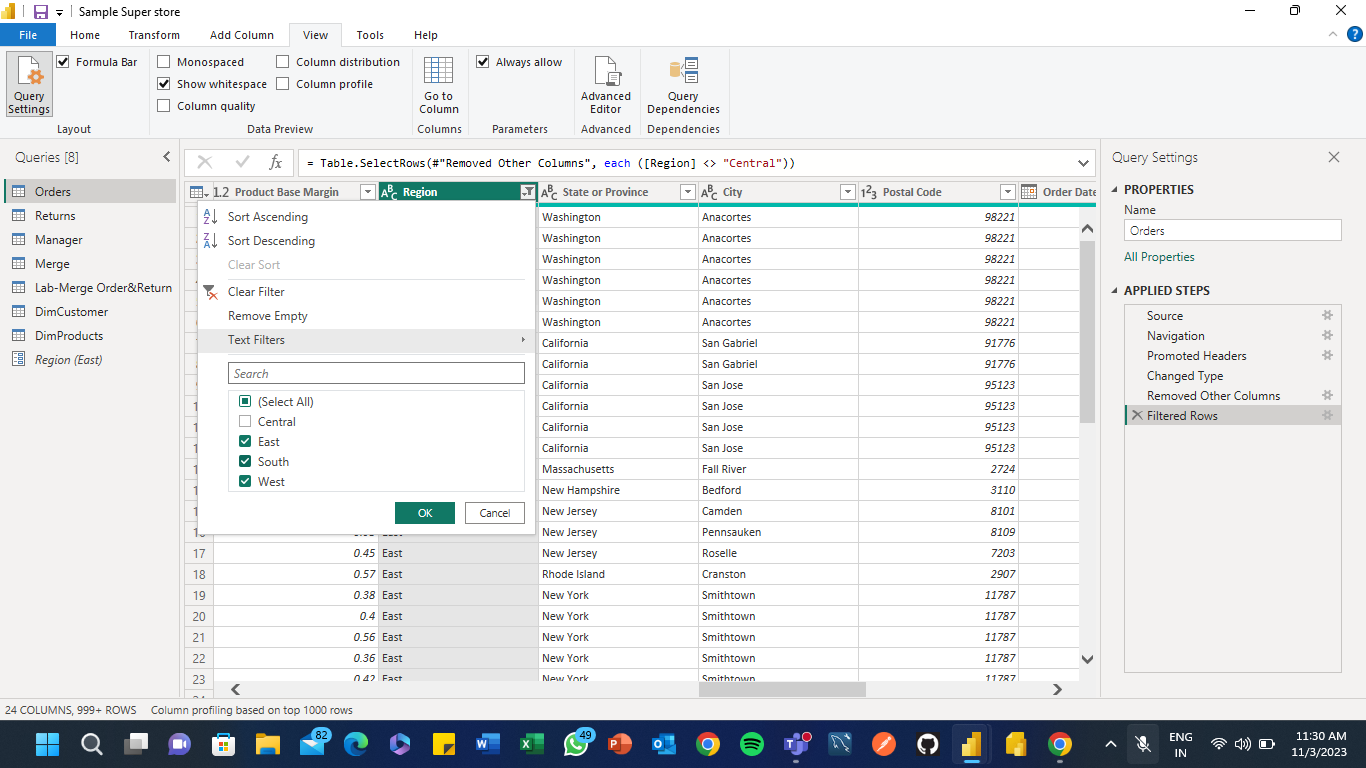 Sample Super store
File Home Transform Add Column View Tools Help
Query Settings
Formula Bar
Layout
Monospaced
Show whitespace
Column quality
Column distribution
Column profile
Data Preview
Go to Column
Columns
Always allow
Parameters
Advanced Editor
Advanced
Query Dependencies
Dependencies
Queries [8]
Orders
Returns
Manager
Merge
Lab-Merge Order&Return
DimCustomer
DimProducts
Region (East)
fx = Table.SelectRows(#"Removed Other Columns", each ([Region] <> "Central"))
1.2 Product Base Margin ABC Region ABC State or Province ABC City 123 Postal Code Order Date
Sort Ascending
Sort Descending
Clear Sort
Clear Filter
Remove Empty
Text Filters
Search
(Select All)
Central
East
South
West
OK Cancel
Washington Anacortes 98221
Washington Anacortes 98221
Washington Anacortes 98221
Washington Anacortes 98221
Washington Anacortes 98221
Washington Anacortes 98221
California San Gabriel 91776
California San Gabriel 91776
California San Jose 95123
California San Jose 95123
California San Jose 95123
California San Jose 95123
Massachusetts Fall River 2724
New Hampshire Bedford 3110
New Jersey Camden 8101
New Jersey Pennsauken 8109
17 0.45 East New Jersey Roselle 7203
18 0.57 East Rhode Island Cranston 2907
19 0.38 East New York Smithtown 11787
20 0.4 East New York Smithtown 11787
21 0.56 East New York Smithtown 11787
22 0.36 East New York Smithtown 11787
23 0.42 East New York Smithtown 11787
Query Settings
PROPERTIES
Name
Orders
All Properties
APPLIED STEPS
Source
Navigation
Promoted Headers
Changed Type
Removed Other Columns
Filtered Rows
24 COLUMNS, 999+ ROWS Column profiling based on top 1000 rows
82
49
ENG
IN
11:30 AM
11/3/2023